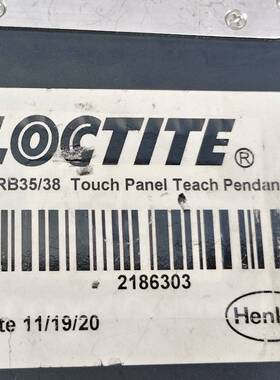 LOCTITE®
RB35/38 Touch Panel Teach Pendan
2186303
te 11/19/20
Henk